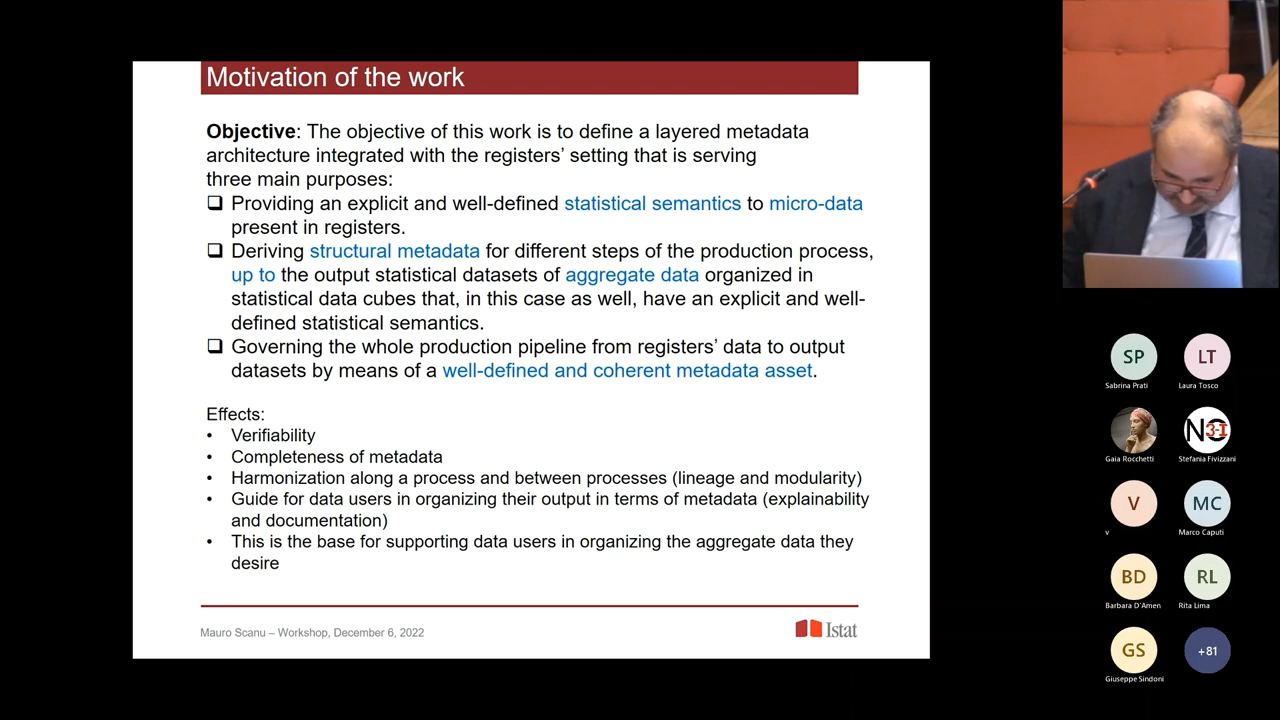 Motivation of the work
Objective: The objective of this work is to define a layered metadata
architecture integrated with the registers’ setting that is serving
three main purposes:
❑ Providing an explicit and well-defined statistical semantics to micro-data
present in registers.
❑ Deriving structural metadata for different steps of the production process,
up to the output statistical datasets of aggregate data organized in
statistical data cubes that, in this case as well, have an explicit and well-
defined statistical semantics.
❑ Governing the whole production pipeline from registers’ data to output
datasets by means of a well-defined and coherent metadata asset.
Effects:
• Verifiability
• Completeness of metadata
• Harmonization along a process and between processes (lineage and modularity)
• Guide for data users in organizing their output in terms of metadata (explainability
and documentation)
• This is the base for supporting data users in organizing the aggregate data they
desire
Mauro Scanu – Workshop, December 6, 2022
Istat
SP LT
Sabrina Prati Laura Tosco
N 3-I
Gaia Rocchetti Stefania Fivizzani
V MC
v Marco Caputi
BD RL
Barbara D'Amen Rita Lima
GS +81
Giuseppe Sindoni